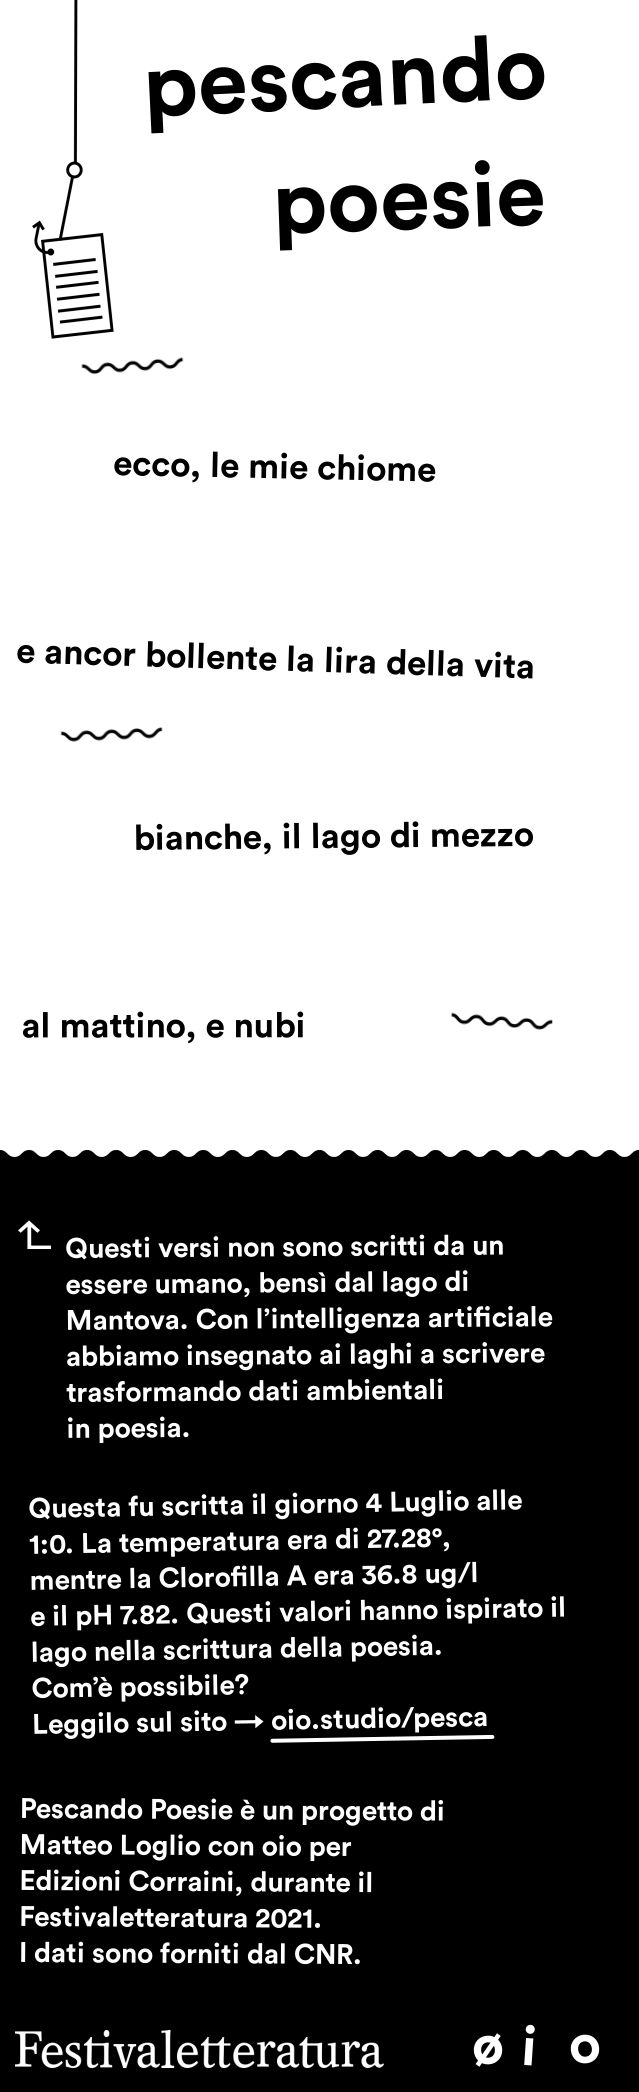 pescando
poesie
ecco, le mie chiome
e ancor bollente la lira della vita
bianche, il lago di mezzo
al mattino, e nubi
Questi versi non sono scritti da un
essere umano, bensì dal lago di
Mantova. Con l’intelligenza artificiale
abbiamo insegnato ai laghi a scrivere
trasformando dati ambientali
in poesia.
Questa fu scritta il giorno 4 Luglio alle
1:0. La temperatura era di 27.28°,
mentre la Clorofilla A era 36.8 ug/l
e il pH 7.82. Questi valori hanno ispirato il
lago nella scrittura della poesia.
Com’è possibile?
Leggilo sul sito → oio.studio/pesca
Pescando Poesie è un progetto di
Matteo Loglio con oio per
Edizioni Corraini, durante il
Festivaletteratura 2021.
I dati sono forniti dal CNR.
Festivaletteratura
ø i o